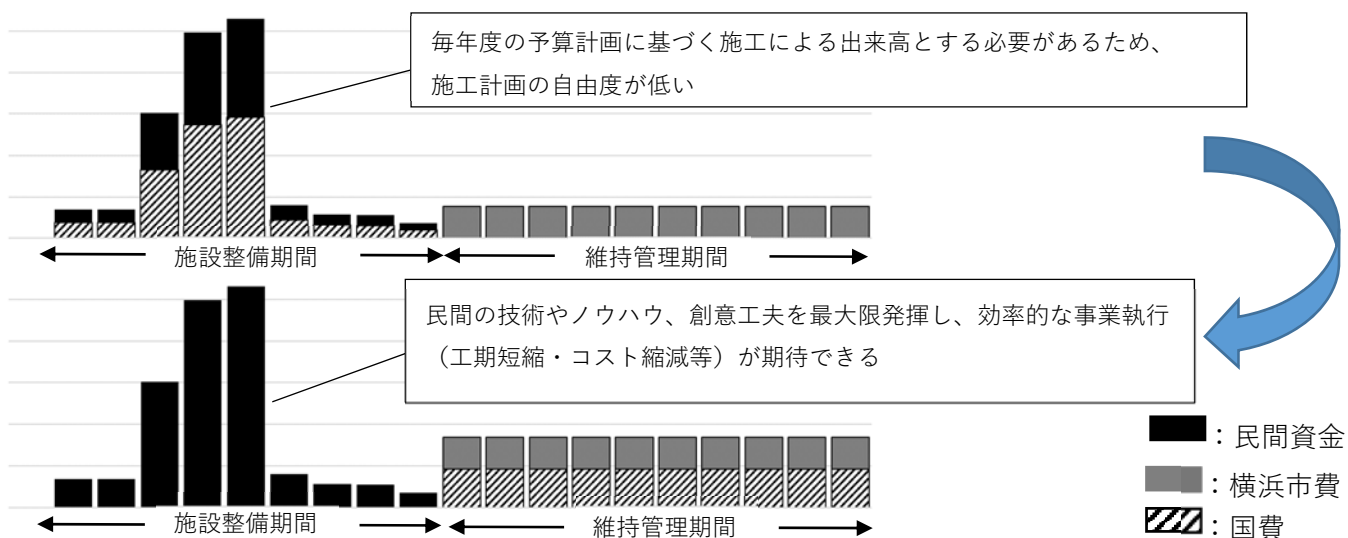 毎年度の予算計画に基づく施工による出来高とする必要があるため、
施工計画の自由度が低い
施設整備期間
維持管理期間
民間の技術やノウハウ、創意工夫を最大限発揮し、効率的な事業執行
（工期短縮・コスト縮減等）が期待できる
：民間資金
：横浜市費
：国費
施設整備期間
維持管理期間